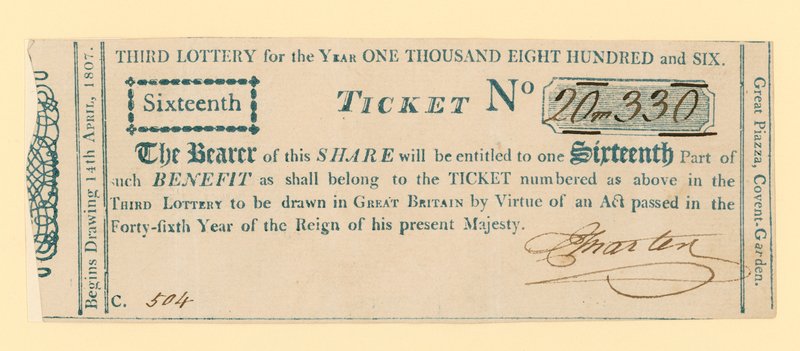 THIRD LOTTERY for the YEAR ONE THOUSAND EIGHT HUNDRED and SIX.
Sixteenth
TICKET No 20m330
The Bearer of this SHARE will be entitled to one Sixteenth Part of
such BENEFIT as shall belong to the TICKET numbered as above in the
THIRD LOTTERY to be drawn in GREAT BRITAIN by Virtue of an Act passed in the
Forty-sixth Year of the Reign of his present Majesty.
C. 504
Begins Drawing 14th APRIL, 1807.
Great Piazza, Covent-Garden.